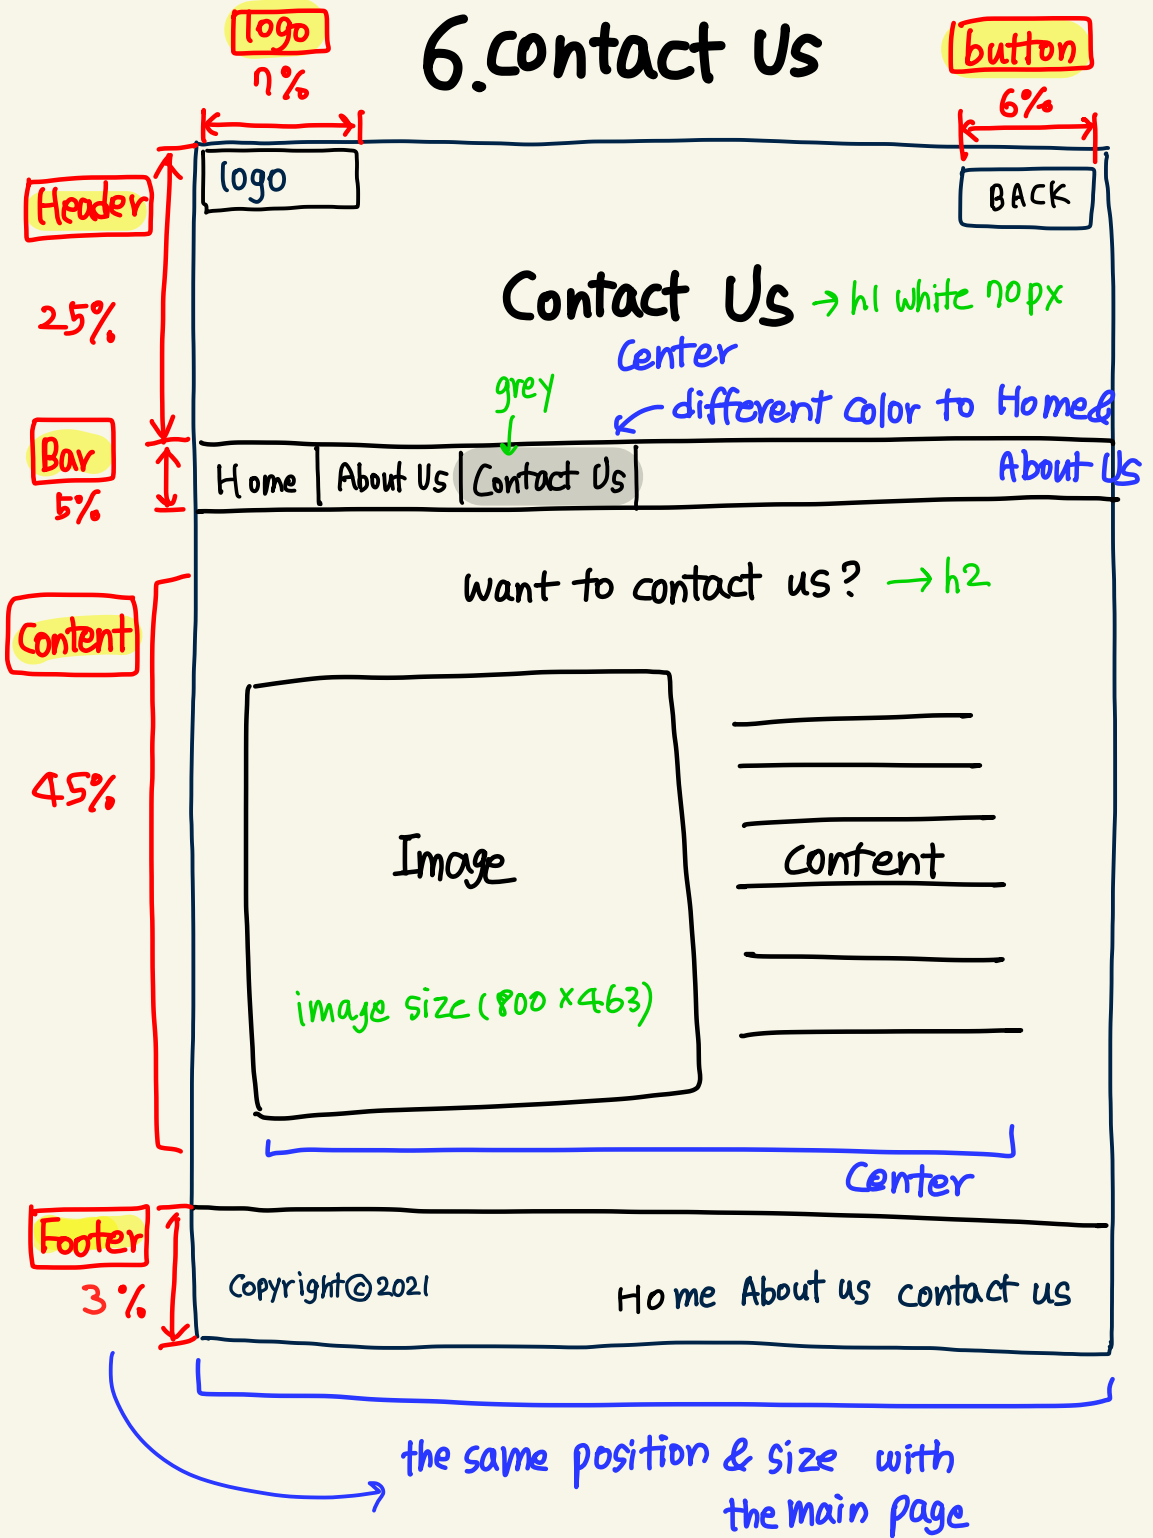 logo
6. Contact Us
button
7%
6%
logo
BACK
Header
25%
Contact Us → h1 white 70px
Center
grey
different color to Home &
About Us
Bar
5%
Home About Us Contact Us
want to contact us? → h2
Content
45%
Image
Content
image size (800 × 463)
Center
Footer
3%
Copyright © 2021
Home About us contact us
the same position & size with
the main page